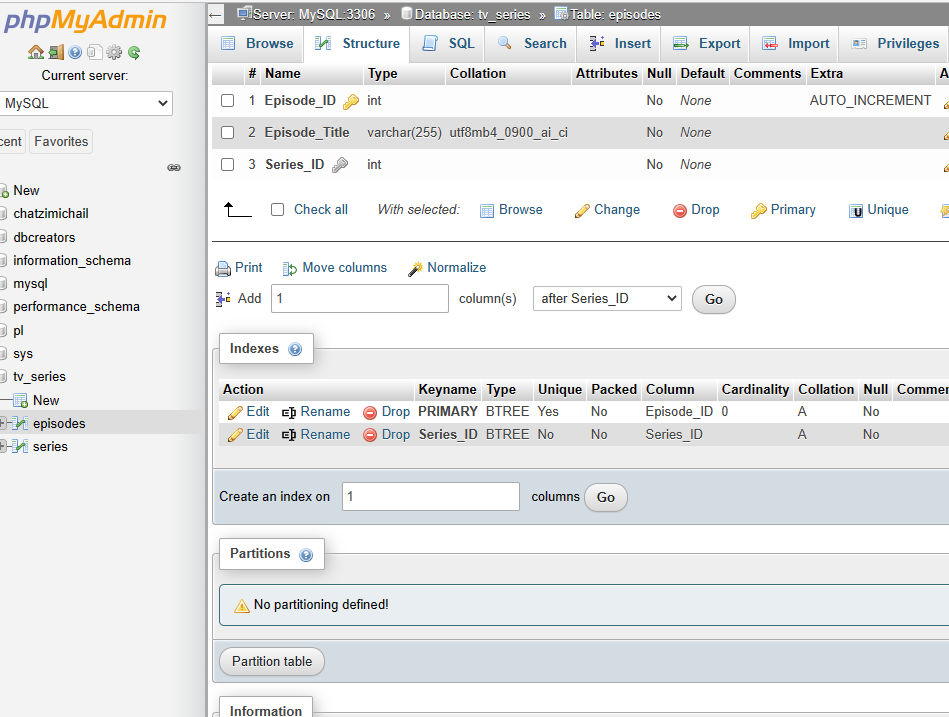 phpMyAdmin
Current server:
MySQL
cent Favorites
New
chatzimichail
dbcreators
information_schema
mysql
performance_schema
pl
sys
tv_series
New
episodes
series
Server: MySQL:3306 » Database: tv_series » Table: episodes
Browse Structure SQL Search Insert Export Import Privileges
# Name Type Collation Attributes Null Default Comments Extra A
1 Episode_ID int No None AUTO_INCREMENT
2 Episode_Title varchar(255) utf8mb4_0900_ai_ci No None
3 Series_ID int No None
Check all With selected: Browse Change Drop Primary U Unique
Print Move columns Normalize
Add 1 column(s) after Series_ID Go
Indexes
Action Keyname Type Unique Packed Column Cardinality Collation Null Commen
Edit Rename Drop PRIMARY BTREE Yes No Episode_ID 0 A No
Edit Rename Drop Series_ID BTREE No No Series_ID A No
Create an index on 1 columns Go
Partitions
No partitioning defined!
Partition table
Information